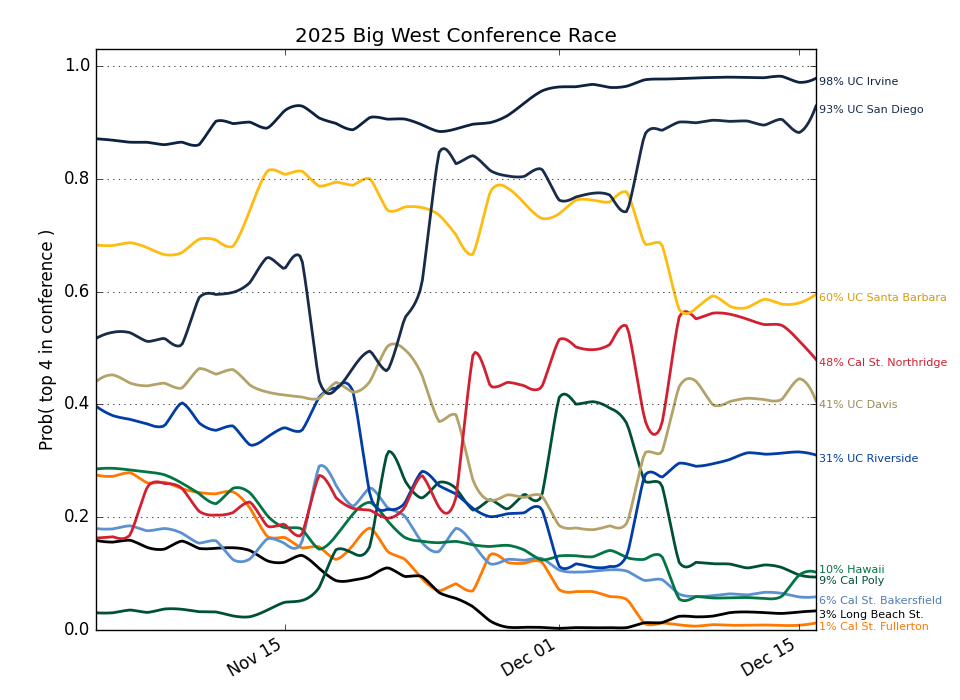 2025 Big West Conference Race
Prob( top 4 in conference )
1.0
0.8
0.6
0.4
0.2
0.0
Nov 15
Dec 01
Dec 15
98% UC Irvine
93% UC San Diego
60% UC Santa Barbara
48% Cal St. Northridge
41% UC Davis
31% UC Riverside
10% Hawaii
9% Cal Poly
6% Cal St. Bakersfield
3% Long Beach St.
1% Cal St. Fullerton